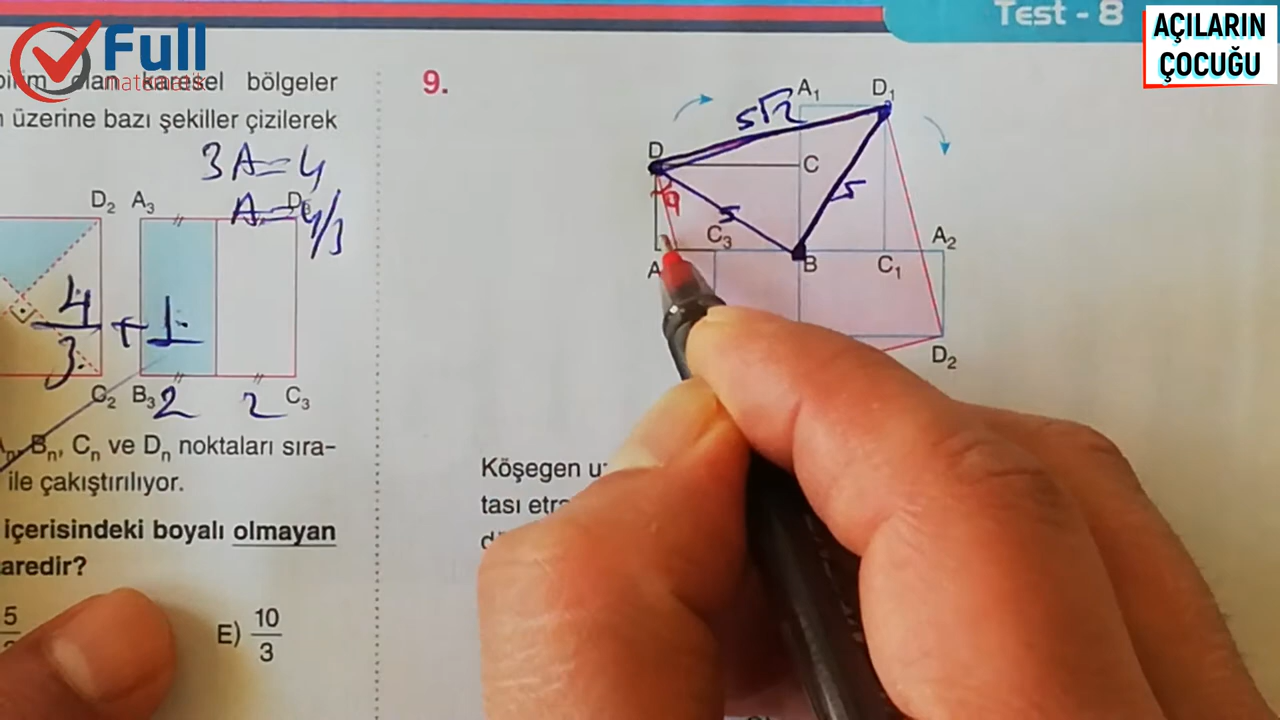 Full
matematik
Test - 8
AÇILARIN
ÇOCUĞU
birim olan karesel bölgeler
üzerine bazı şekiller çizilerek
3A=4
A=4/3
D₂ A₃
4/3 + 1
C₂ B₃ C₃
2 2
Bₙ, Cₙ ve Dₙ noktaları sıra–
ile çakıştırılıyor.
içerisindeki boyalı olmayan
5
E) 10/3
9.
A₁ D₁
5√2
D
C
5
5
C₃
A₂
A B C₁
D₂
Köşegen
tası